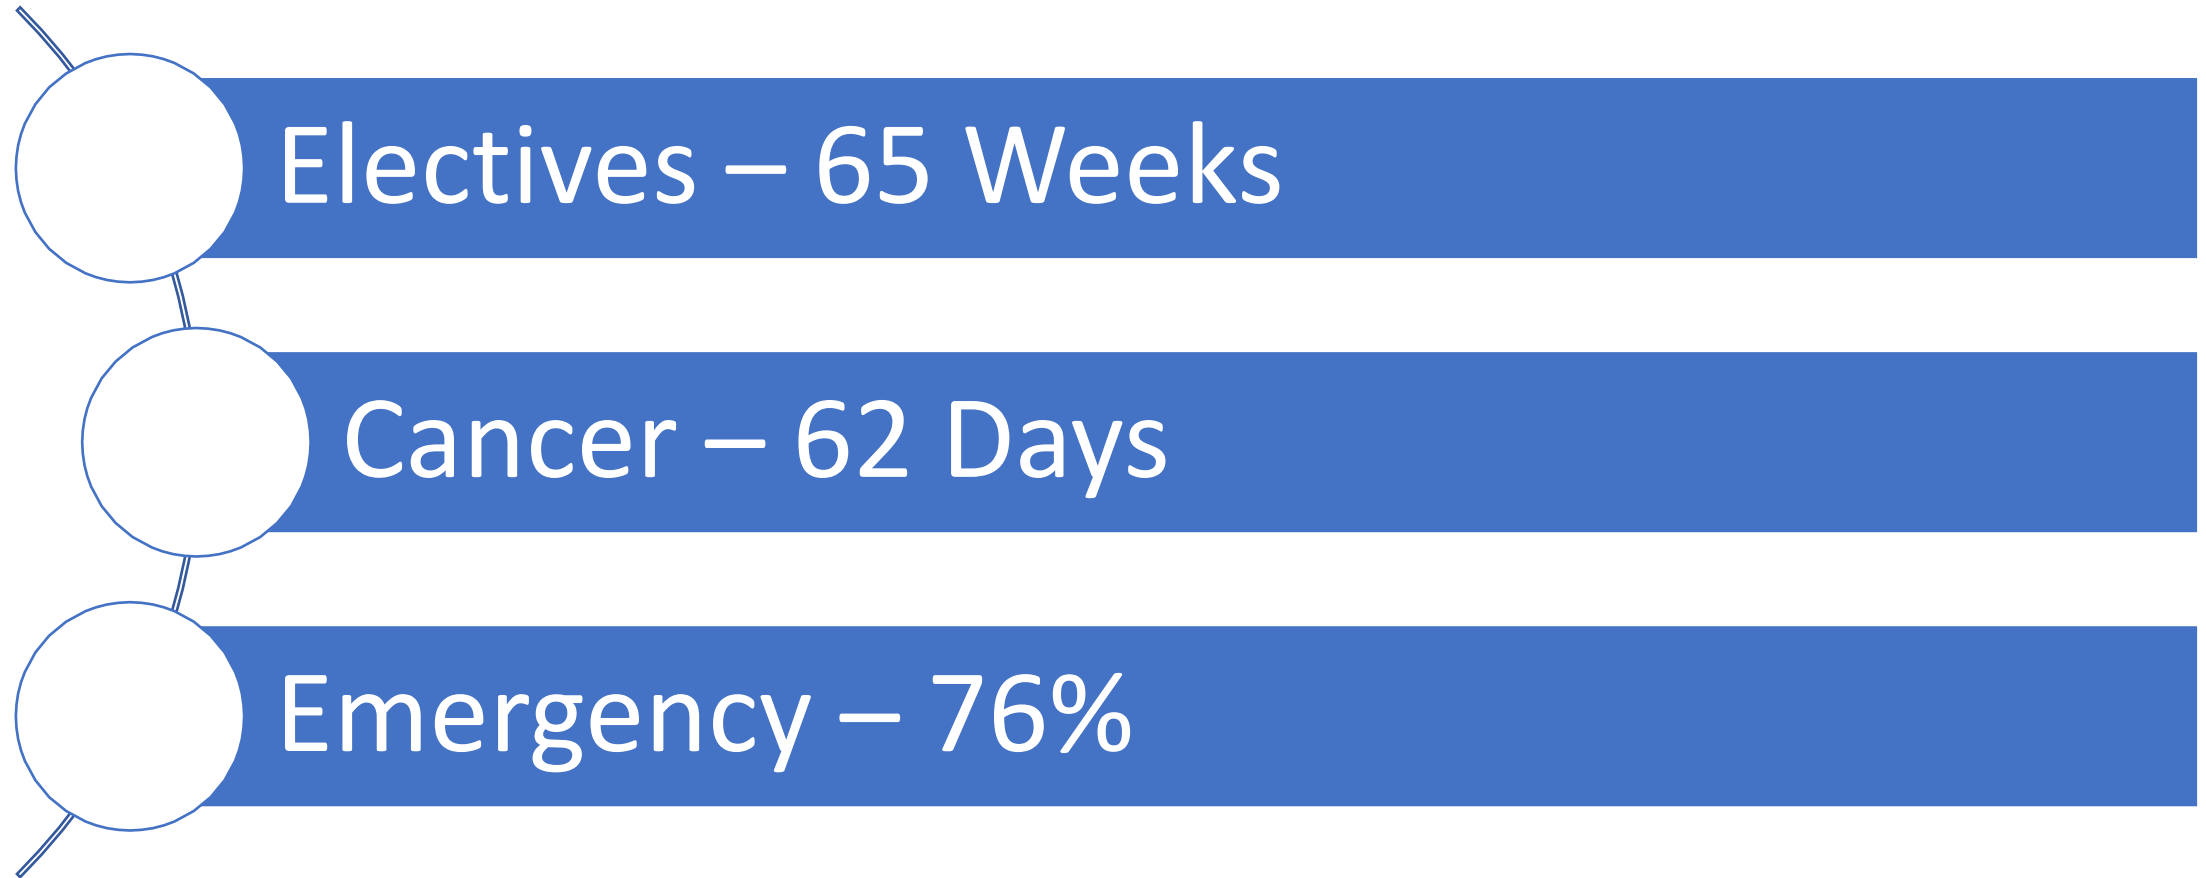 Electives – 65 Weeks
Cancer – 62 Days
Emergency – 76%